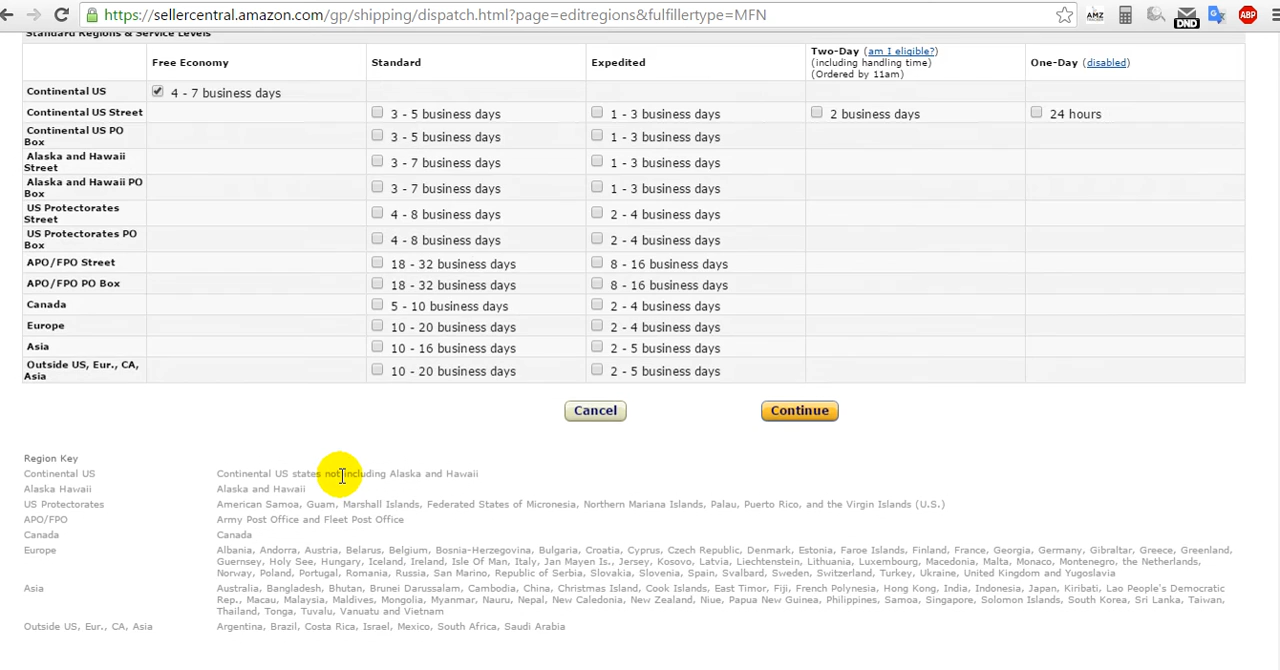 https://sellercentral.amazon.com/gp/shipping/dispatch.html?page=editregions&fulfillertype=MFN
AMZ
DND
ABP
Standard Regions & Service Levels
Free Economy Standard Expedited Two-Day (am I eligible?) (including handling time) (Ordered by 11am) One-Day (disabled)
Continental US 4 - 7 business days
Continental US Street 3 - 5 business days 1 - 3 business days 2 business days 24 hours
Continental US PO Box 3 - 5 business days 1 - 3 business days
Alaska and Hawaii Street 3 - 7 business days 1 - 3 business days
Alaska and Hawaii PO Box 3 - 7 business days 1 - 3 business days
US Protectorates Street 4 - 8 business days 2 - 4 business days
US Protectorates PO Box 4 - 8 business days 2 - 4 business days
APO/FPO Street 18 - 32 business days 8 - 16 business days
APO/FPO PO Box 18 - 32 business days 8 - 16 business days
Canada 5 - 10 business days 2 - 4 business days
Europe 10 - 20 business days 2 - 4 business days
Asia 10 - 16 business days 2 - 5 business days
Outside US, Eur., CA, Asia 10 - 20 business days 2 - 5 business days
Cancel Continue
Region Key
Continental US Continental US states not including Alaska and Hawaii
Alaska Hawaii Alaska and Hawaii
US Protectorates American Samoa, Guam, Marshall Islands, Federated States of Micronesia, Northern Mariana Islands, Palau, Puerto Rico, and the Virgin Islands (U.S.)
APO/FPO Army Post Office and Fleet Post Office
Canada Canada
Europe Albania, Andorra, Austria, Belarus, Belgium, Bosnia-Herzegovina, Bulgaria, Croatia, Cyprus, Czech Republic, Denmark, Estonia, Faroe Islands, Finland, France, Georgia, Germany, Gibraltar, Greece, Greenland,
Guernsey, Holy See, Hungary, Iceland, Ireland, Isle Of Man, Italy, Jan Mayen Is., Jersey, Kosovo, Latvia, Liechtenstein, Lithuania, Luxembourg, Macedonia, Malta, Monaco, Montenegro, the Netherlands,
Norway, Poland, Portugal, Romania, Russia, San Marino, Republic of Serbia, Slovakia, Slovenia, Spain, Svalbard, Sweden, Switzerland, Turkey, Ukraine, United Kingdom and Yugoslavia
Asia Australia, Bangladesh, Bhutan, Brunei Darussalam, Cambodia, China, Christmas Island, Cook Islands, East Timor, Fiji, French Polynesia, Hong Kong, India, Indonesia, Japan, Kiribati, Lao People's Democratic
Rep., Macau, Malaysia, Maldives, Mongolia, Myanmar, Nauru, Nepal, New Caledonia, New Zealand, Niue, Papua New Guinea, Philippines, Samoa, Singapore, Solomon Islands, South Korea, Sri Lanka, Taiwan,
Thailand, Tonga, Tuvalu, Vanuatu and Vietnam
Outside US, Eur., CA, Asia Argentina, Brazil, Costa Rica, Israel, Mexico, South Africa, Saudi Arabia